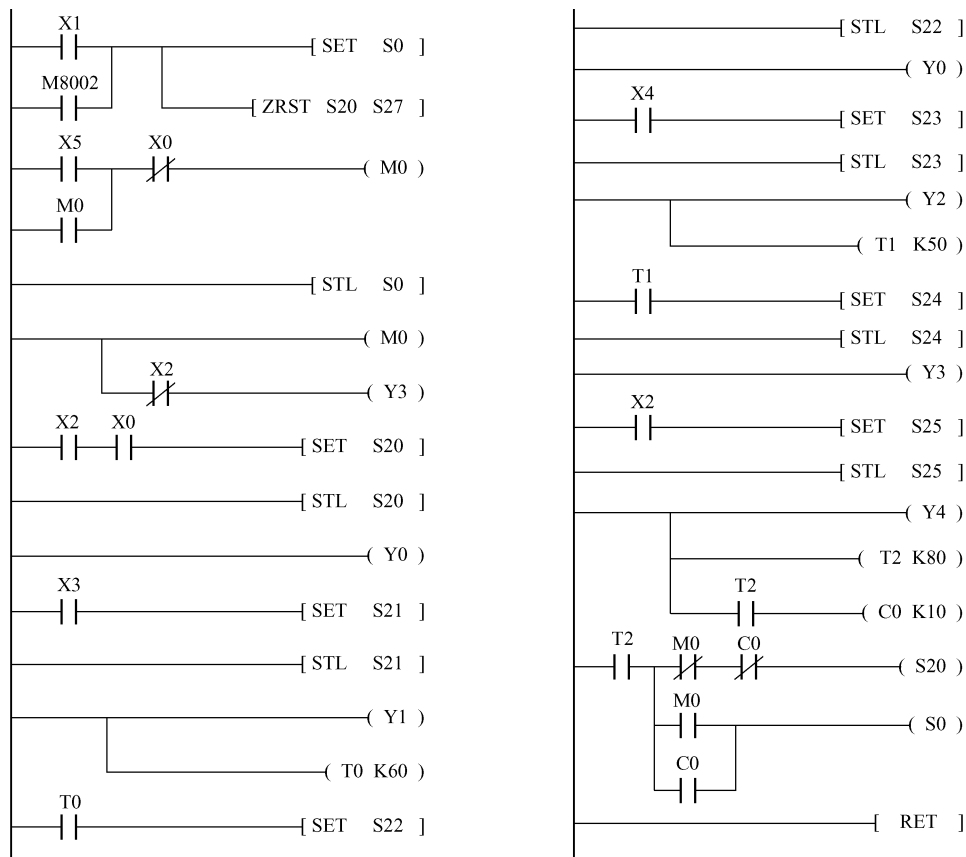 X1
[ SET S0 ]
M8002
[ ZRST S20 S27 ]
X5 X0
( M0 )
M0
[ STL S0 ]
( M0 )
X2
( Y3 )
X2 X0
[ SET S20 ]
[ STL S20 ]
( Y0 )
X3
[ SET S21 ]
[ STL S21 ]
( Y1 )
( T0 K60 )
T0
[ SET S22 ]
[ STL S22 ]
( Y0 )
X4
[ SET S23 ]
[ STL S23 ]
( Y2 )
( T1 K50 )
T1
[ SET S24 ]
[ STL S24 ]
( Y3 )
X2
[ SET S25 ]
[ STL S25 ]
( Y4 )
( T2 K80 )
T2
( C0 K10 )
T2 M0 C0
( S20 )
M0
( S0 )
C0
[ RET ]